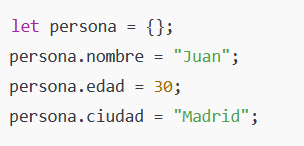 let persona = {};
persona.nombre = "Juan";
persona.edad = 30;
persona.ciudad = "Madrid";